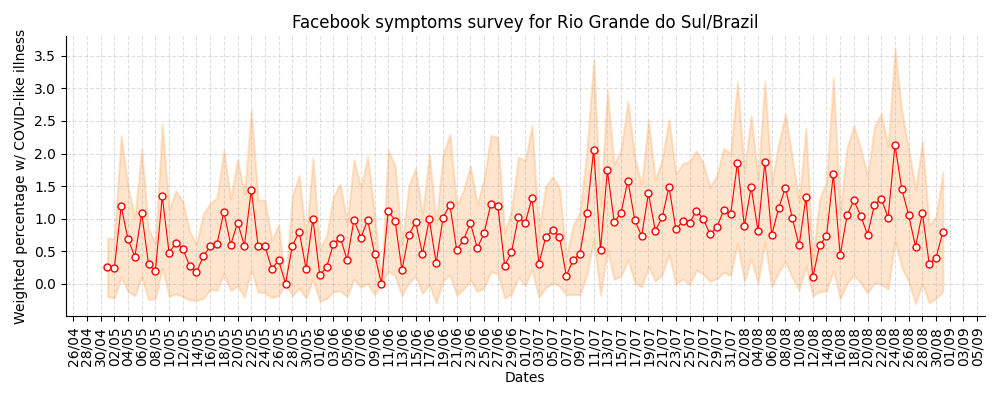 Facebook symptoms survey for Rio Grande do Sul/Brazil
Weighted percentage w/ COVID-like illness
3.5
3.0
2.5
2.0
1.5
1.0
0.5
0.0
26/04 28/04 30/04 02/05 04/05 06/05 08/05 10/05 12/05 14/05 16/05 18/05 20/05 22/05 24/05 26/05 28/05 30/05 01/06 03/06 05/06 07/06 09/06 11/06 13/06 15/06 17/06 19/06 21/06 23/06 25/06 27/06 29/06 01/07 03/07 05/07 07/07 09/07 11/07 13/07 15/07 17/07 19/07 21/07 23/07 25/07 27/07 29/07 31/07 02/08 04/08 06/08 08/08 10/08 12/08 14/08 16/08 18/08 20/08 22/08 24/08 26/08 28/08 30/08 01/09 03/09 05/09
Dates